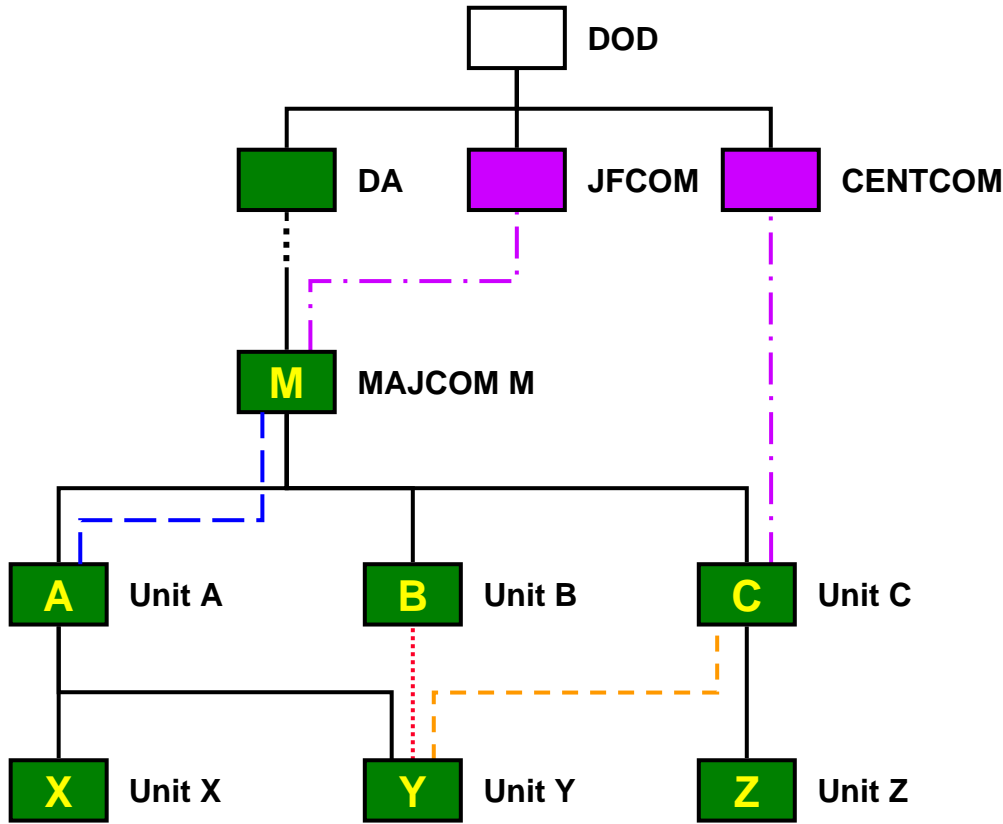 DOD
DA
JFCOM
CENTCOM
M MAJCOM M
A Unit A
B Unit B
C Unit C
X Unit X
Y Unit Y
Z Unit Z